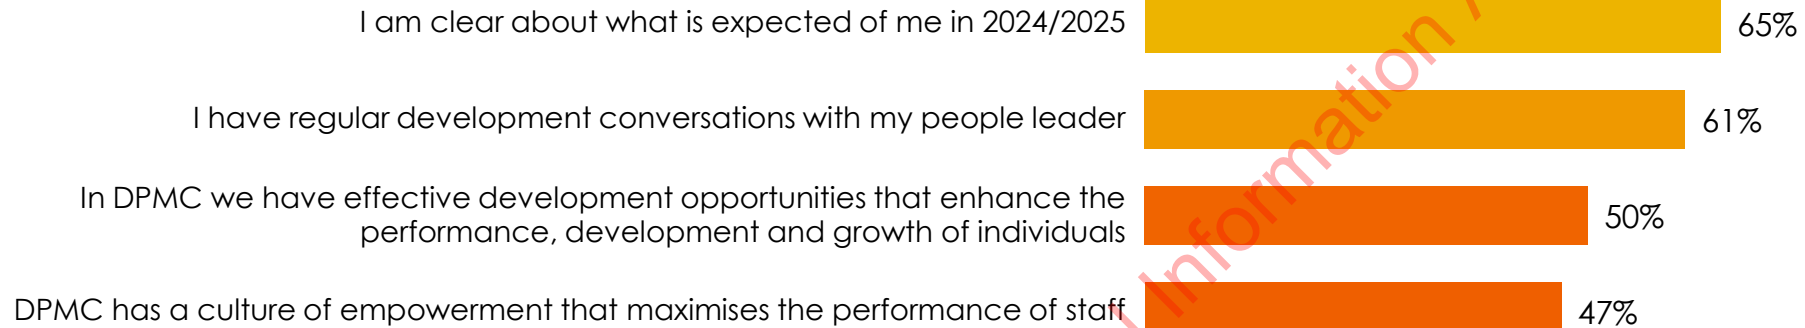 I am clear about what is expected of me in 2024/2025
65%
I have regular development conversations with my people leader
61%
In DPMC we have effective development opportunities that enhance the
performance, development and growth of individuals
50%
DPMC has a culture of empowerment that maximises the performance of staff
47%
Information